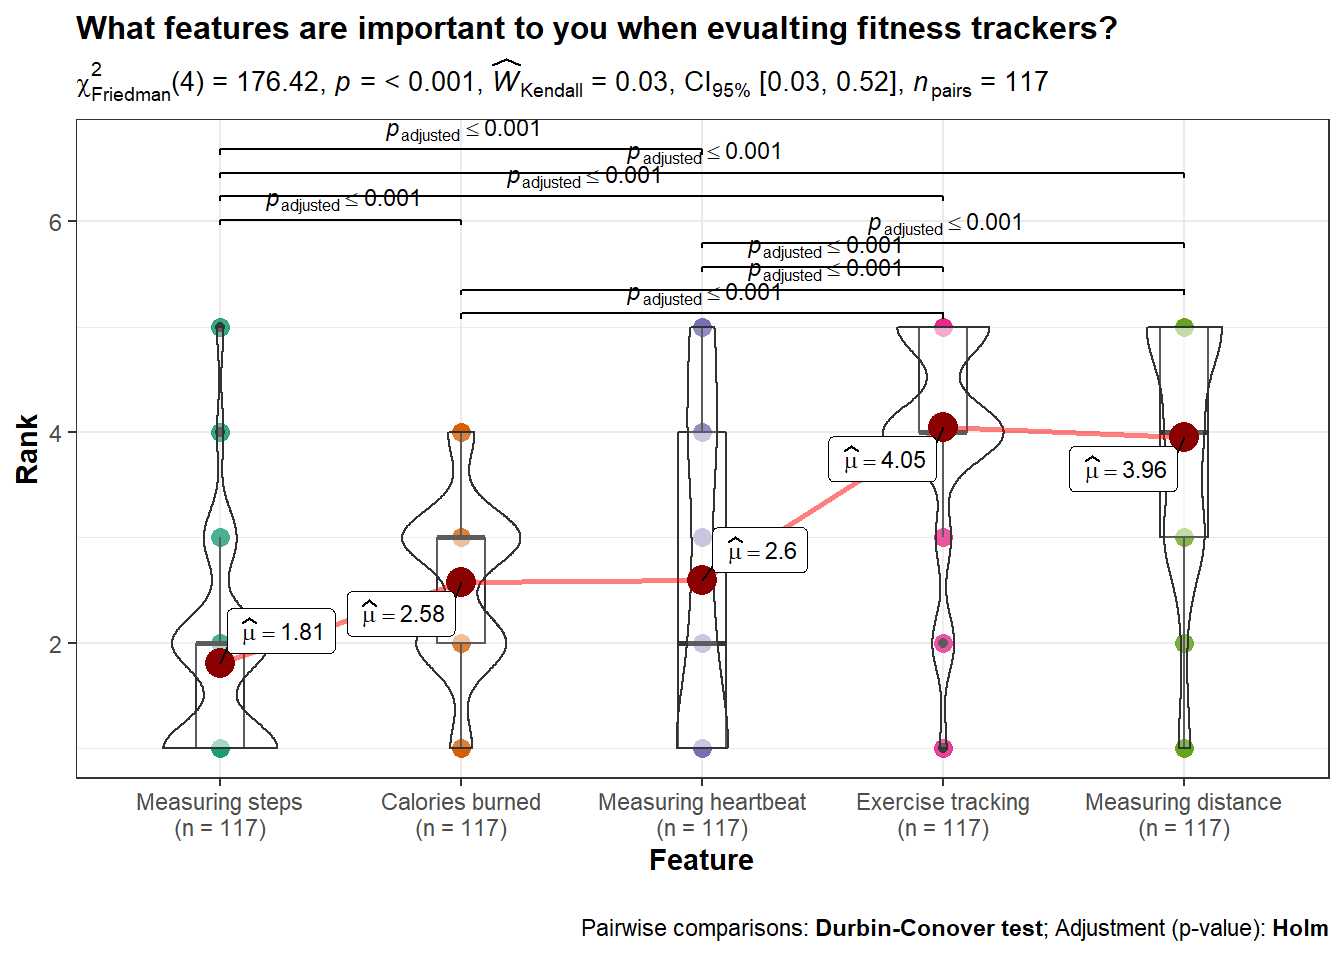 What features are important to you when evualting fitness trackers?
χ²Friedman(4) = 176.42, p = < 0.001, ŴKendall = 0.03, CI95% [0.03, 0.52], npairs = 117
padjusted ≤ 0.001
padjusted ≤ 0.001
padjusted ≤ 0.001
padjusted ≤ 0.001
padjusted ≤ 0.001
padjusted ≤ 0.001
padjusted ≤ 0.001
padjusted ≤ 0.001
6
4
2
Rank
μ̂ = 1.81
μ̂ = 2.58
μ̂ = 2.6
μ̂ = 4.05
μ̂ = 3.96
Measuring steps
(n = 117)
Calories burned
(n = 117)
Measuring heartbeat
(n = 117)
Exercise tracking
(n = 117)
Measuring distance
(n = 117)
Feature
Pairwise comparisons: Durbin-Conover test; Adjustment (p-value): Holm